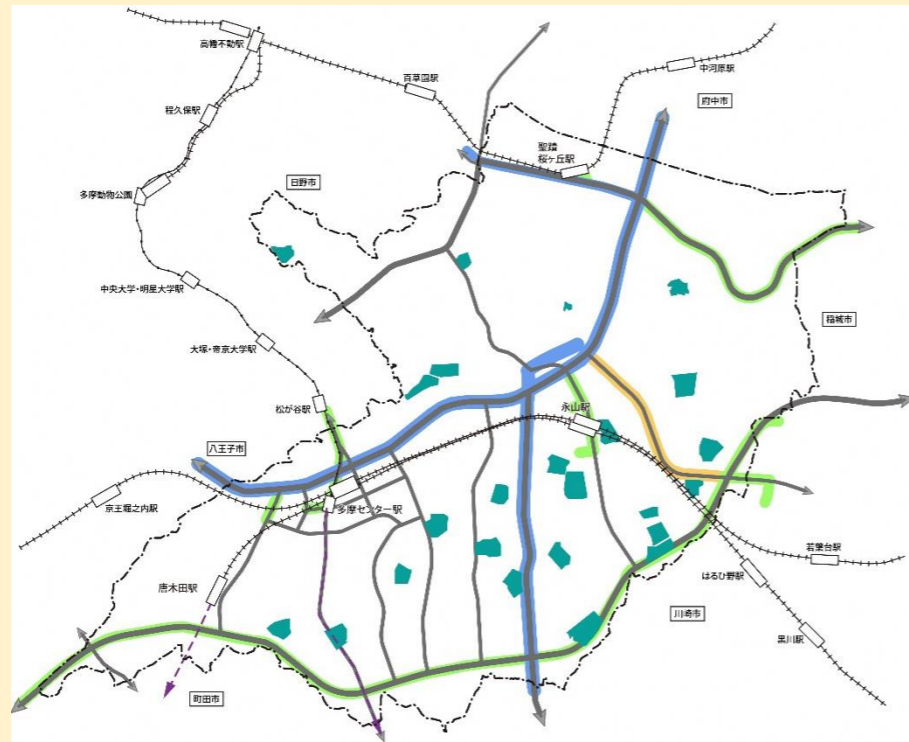 高幡不動駅
百草園駅
中河原駅
府中市
程久保駅
聖蹟
桜ヶ丘駅
日野市
多摩動物公園
中央大学・明星大学駅
稲城市
大塚・帝京大学駅
松が谷駅
永山駅
八王子市
京王堀之内駅
多摩センター駅
若葉台駅
はるひ野駅
唐木田駅
川崎市
黒川駅
町田市